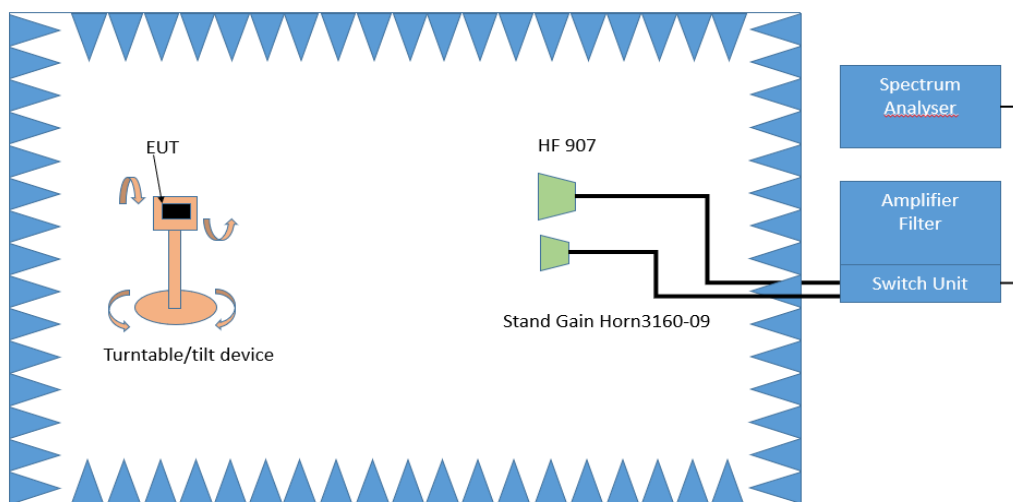 Spectrum
Analyser
EUT
HF 907
Amplifier
Filter
Switch Unit
Stand Gain Horn3160-09
Turntable/tilt device